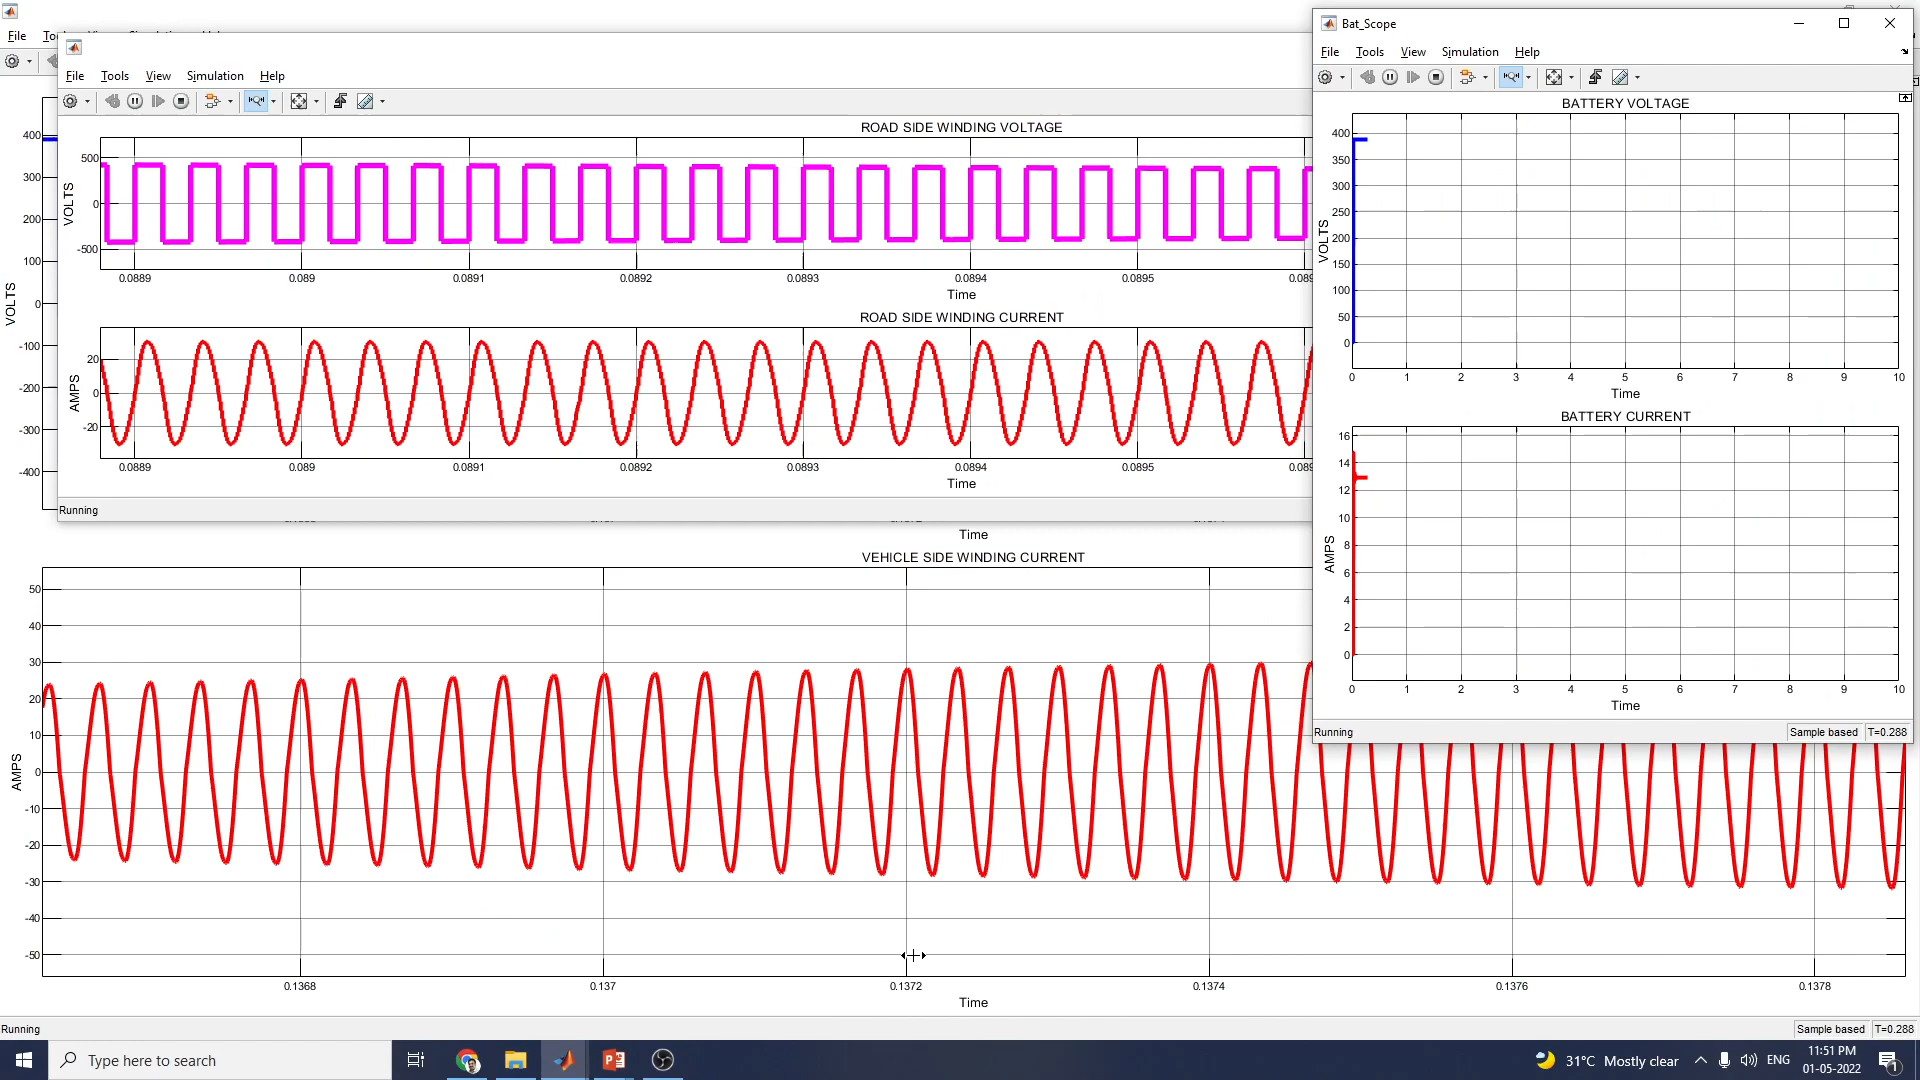 File
Bat_Scope
File Tools View Simulation Help
File Tools View Simulation Help
ROAD SIDE WINDING VOLTAGE
500
0
-500
VOLTS
0.0889 0.089 0.0891 0.0892 0.0893 0.0894 0.0895
Time
ROAD SIDE WINDING CURRENT
20
0
-20
AMPS
0.0889 0.089 0.0891 0.0892 0.0893 0.0894 0.0895
Time
Running
400
300
200
100
0
-100
-200
-300
-400
VOLTS
Time
VEHICLE SIDE WINDING CURRENT
50
40
30
20
10
0
-10
-20
-30
-40
-50
AMPS
0.1368 0.137 0.1372 0.1374 0.1376 0.1378
Time
Running Sample based T=0.288
BATTERY VOLTAGE
400
350
300
250
200
150
100
50
0
VOLTS
0 1 2 3 4 5 6 7 8 9 10
Time
BATTERY CURRENT
16
14
12
10
8
6
4
2
0
AMPS
0 1 2 3 4 5 6 7 8 9 10
Time
Running Sample based T=0.288
Type here to search
31°C Mostly clear ENG 11:51 PM
01-05-2022
1